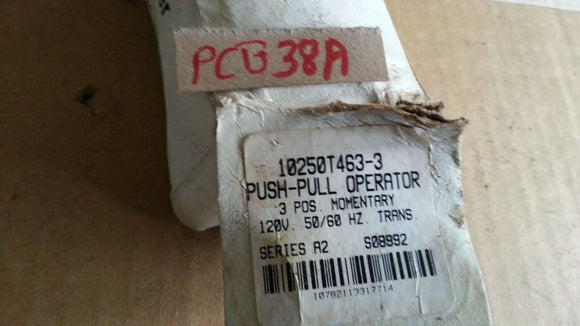 PCG38A
10250T463-3
PUSH-PULL OPERATOR
3 POS. MOMENTARY
120V. 50/60 HZ. TRANS.
SERIES A2 S08992
10782113317714